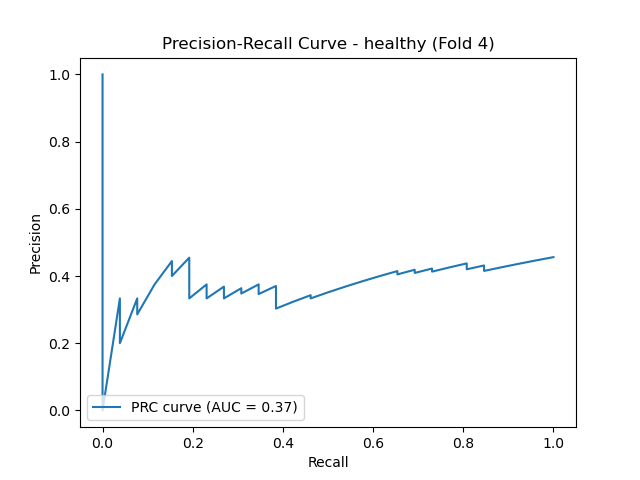 Precision-Recall Curve - healthy (Fold 4)
1.0
0.8
0.6
0.4
0.2
0.0
Precision
PRC curve (AUC = 0.37)
0.0 0.2 0.4 0.6 0.8 1.0
Recall